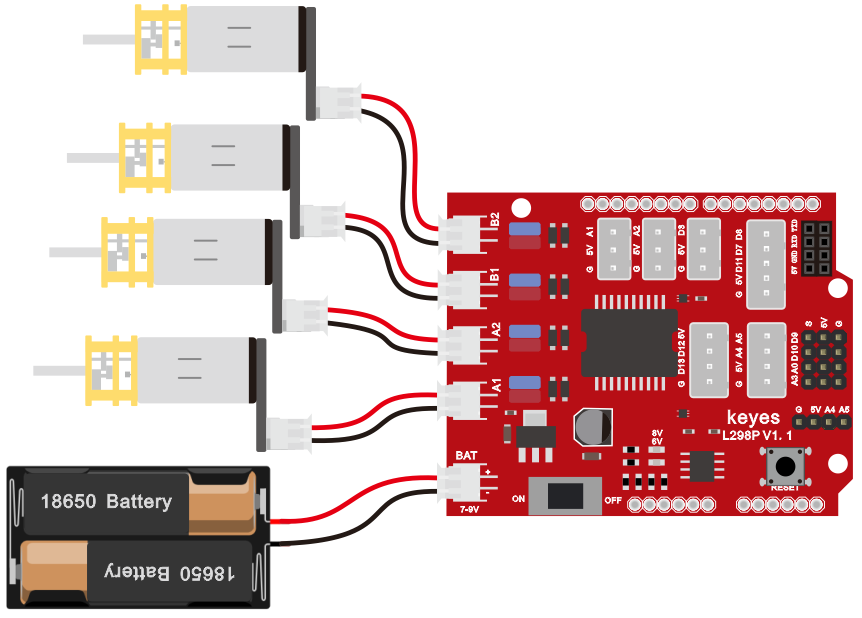 B2
B1
A2
A1
BAT
+
-
7-9V
ON
OFF
G 5V A1
G 5V A2
G 5V D3
G 5V D11 D7 D8
5V GND RXD TXD
G D13 D12 5V
G 5V A4 A5
S 5V G
A3 A0 D10 D9
G 5V A4 A5
keyes
L298P V1. 1
8V
6V
RESET
18650 Battery
18650 Battery